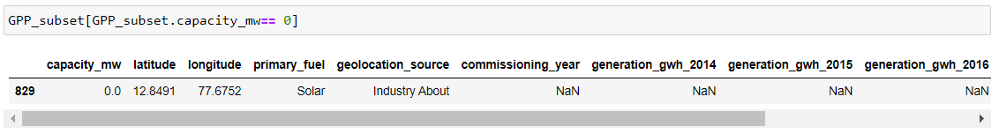 GPP_subset[GPP_subset.capacity_mw== 0]
capacity_mw latitude longitude primary_fuel geolocation_source commissioning_year generation_gwh_2014 generation_gwh_2015 generation_gwh_2016
829 0.0 12.8491 77.6752 Solar Industry About NaN NaN NaN NaN